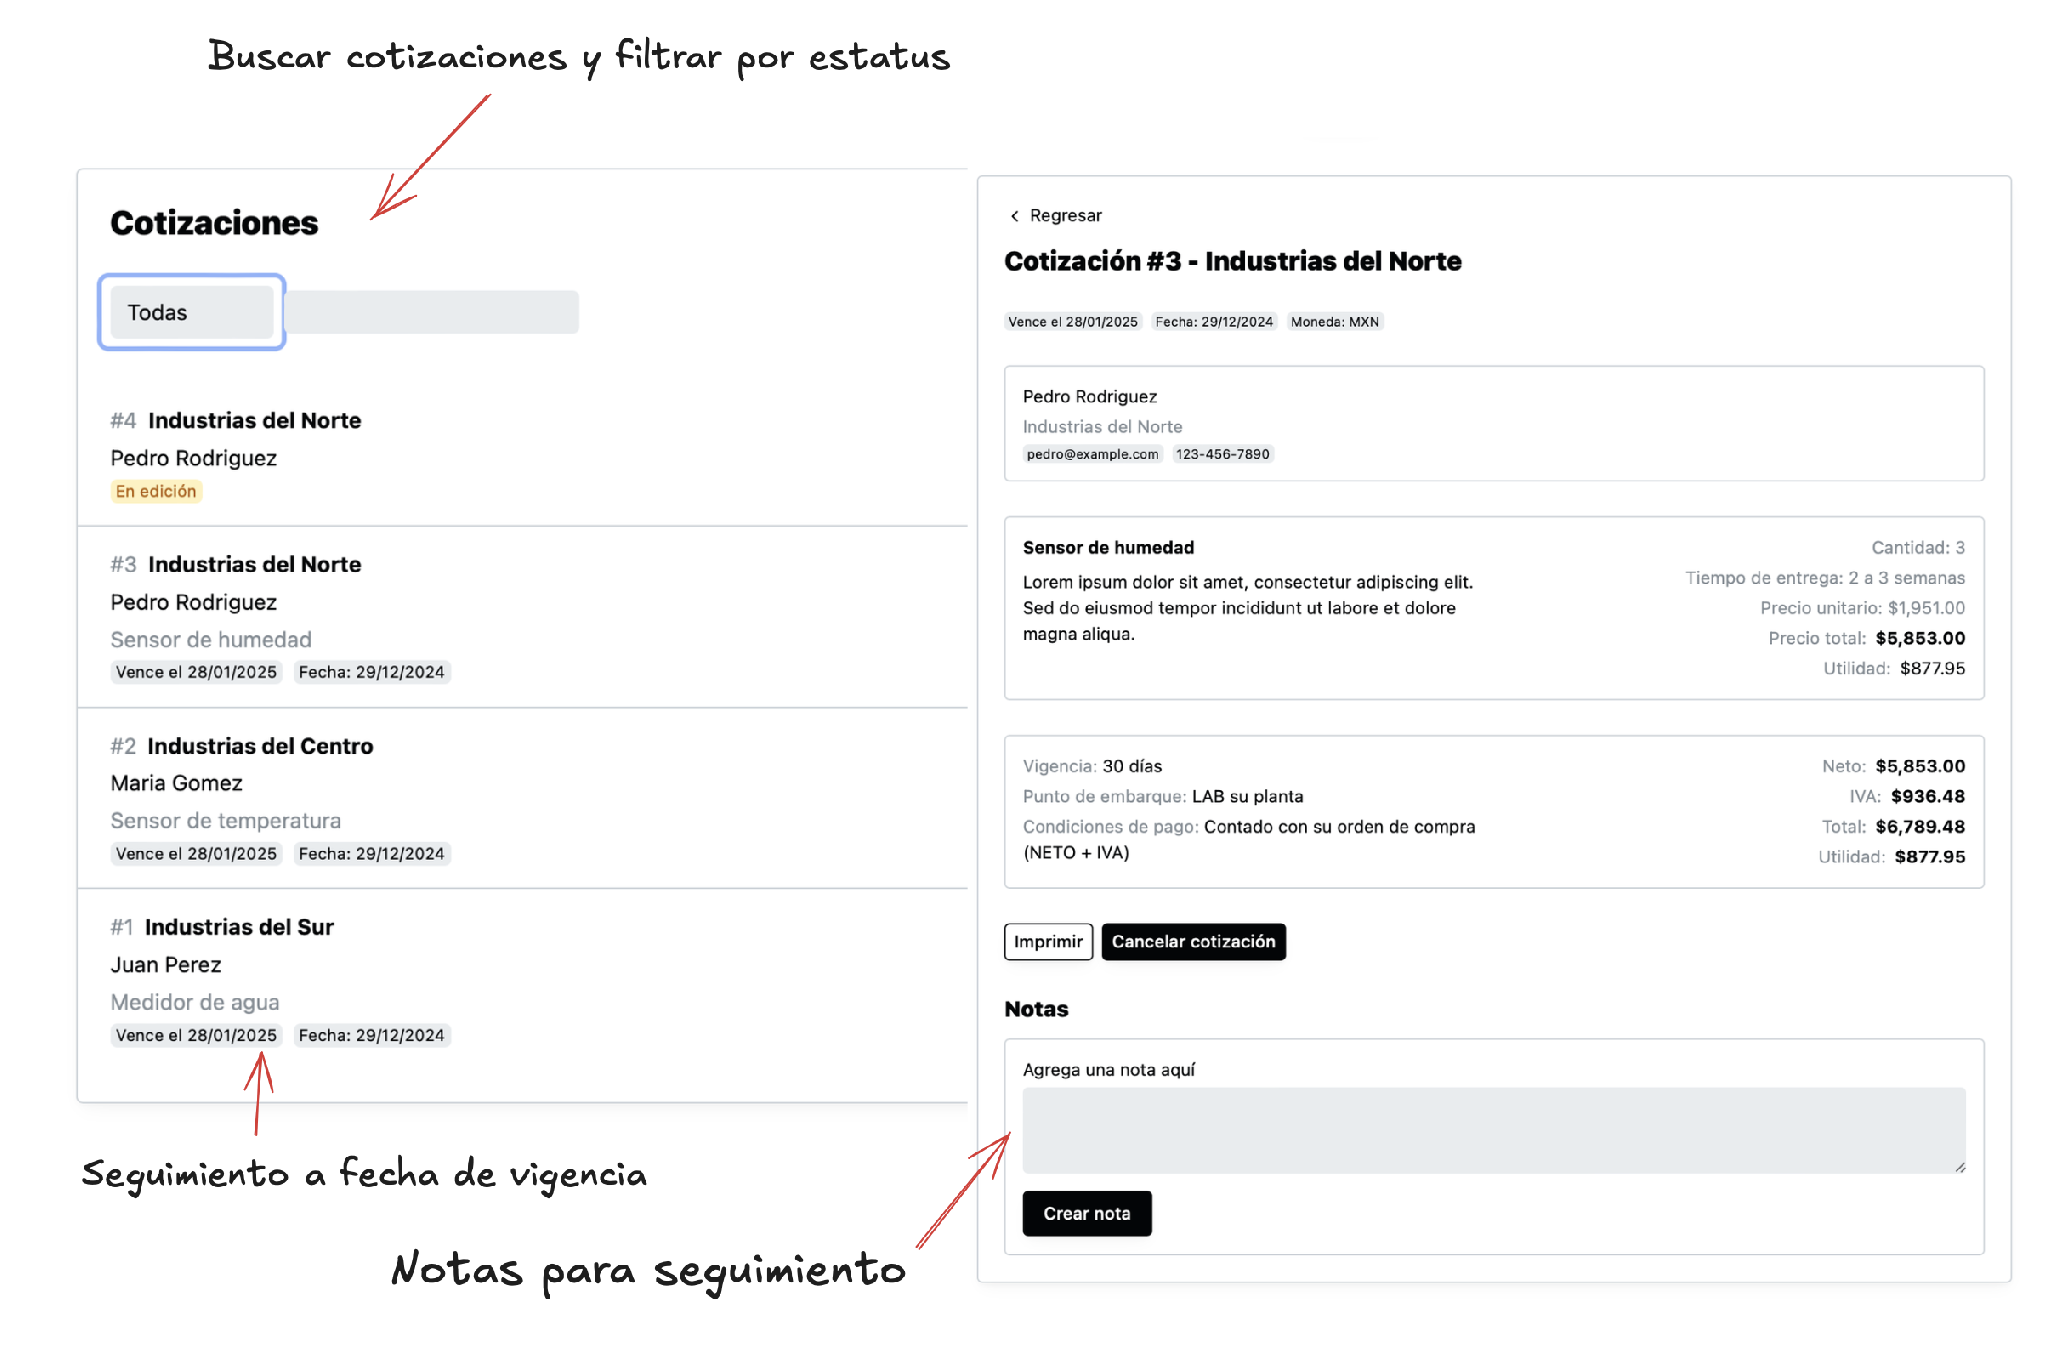 Buscar cotizaciones y filtrar por estatus
Cotizaciones
Todas
#4 Industrias del Norte
Pedro Rodriguez
En edición
#3 Industrias del Norte
Pedro Rodriguez
Sensor de humedad
Vence el 28/01/2025 Fecha: 29/12/2024
#2 Industrias del Centro
Maria Gomez
Sensor de temperatura
Vence el 28/01/2025 Fecha: 29/12/2024
#1 Industrias del Sur
Juan Perez
Medidor de agua
Vence el 28/01/2025 Fecha: 29/12/2024
Seguimiento a fecha de vigencia
Regresar
Cotización #3 - Industrias del Norte
Vence el 28/01/2025 Fecha: 29/12/2024 Moneda: MXN
Pedro Rodriguez
Industrias del Norte
pedro@example.com 123-456-7890
Sensor de humedad
Lorem ipsum dolor sit amet, consectetur adipiscing elit.
Sed do eiusmod tempor incididunt ut labore et dolore
magna aliqua.
Cantidad: 3
Tiempo de entrega: 2 a 3 semanas
Precio unitario: $1,951.00
Precio total: $5,853.00
Utilidad: $877.95
Vigencia: 30 días
Punto de embarque: LAB su planta
Condiciones de pago: Contado con su orden de compra
(NETO + IVA)
Neto: $5,853.00
IVA: $936.48
Total: $6,789.48
Utilidad: $877.95
Imprimir Cancelar cotización
Notas
Agrega una nota aquí
Crear nota
Notas para seguimiento